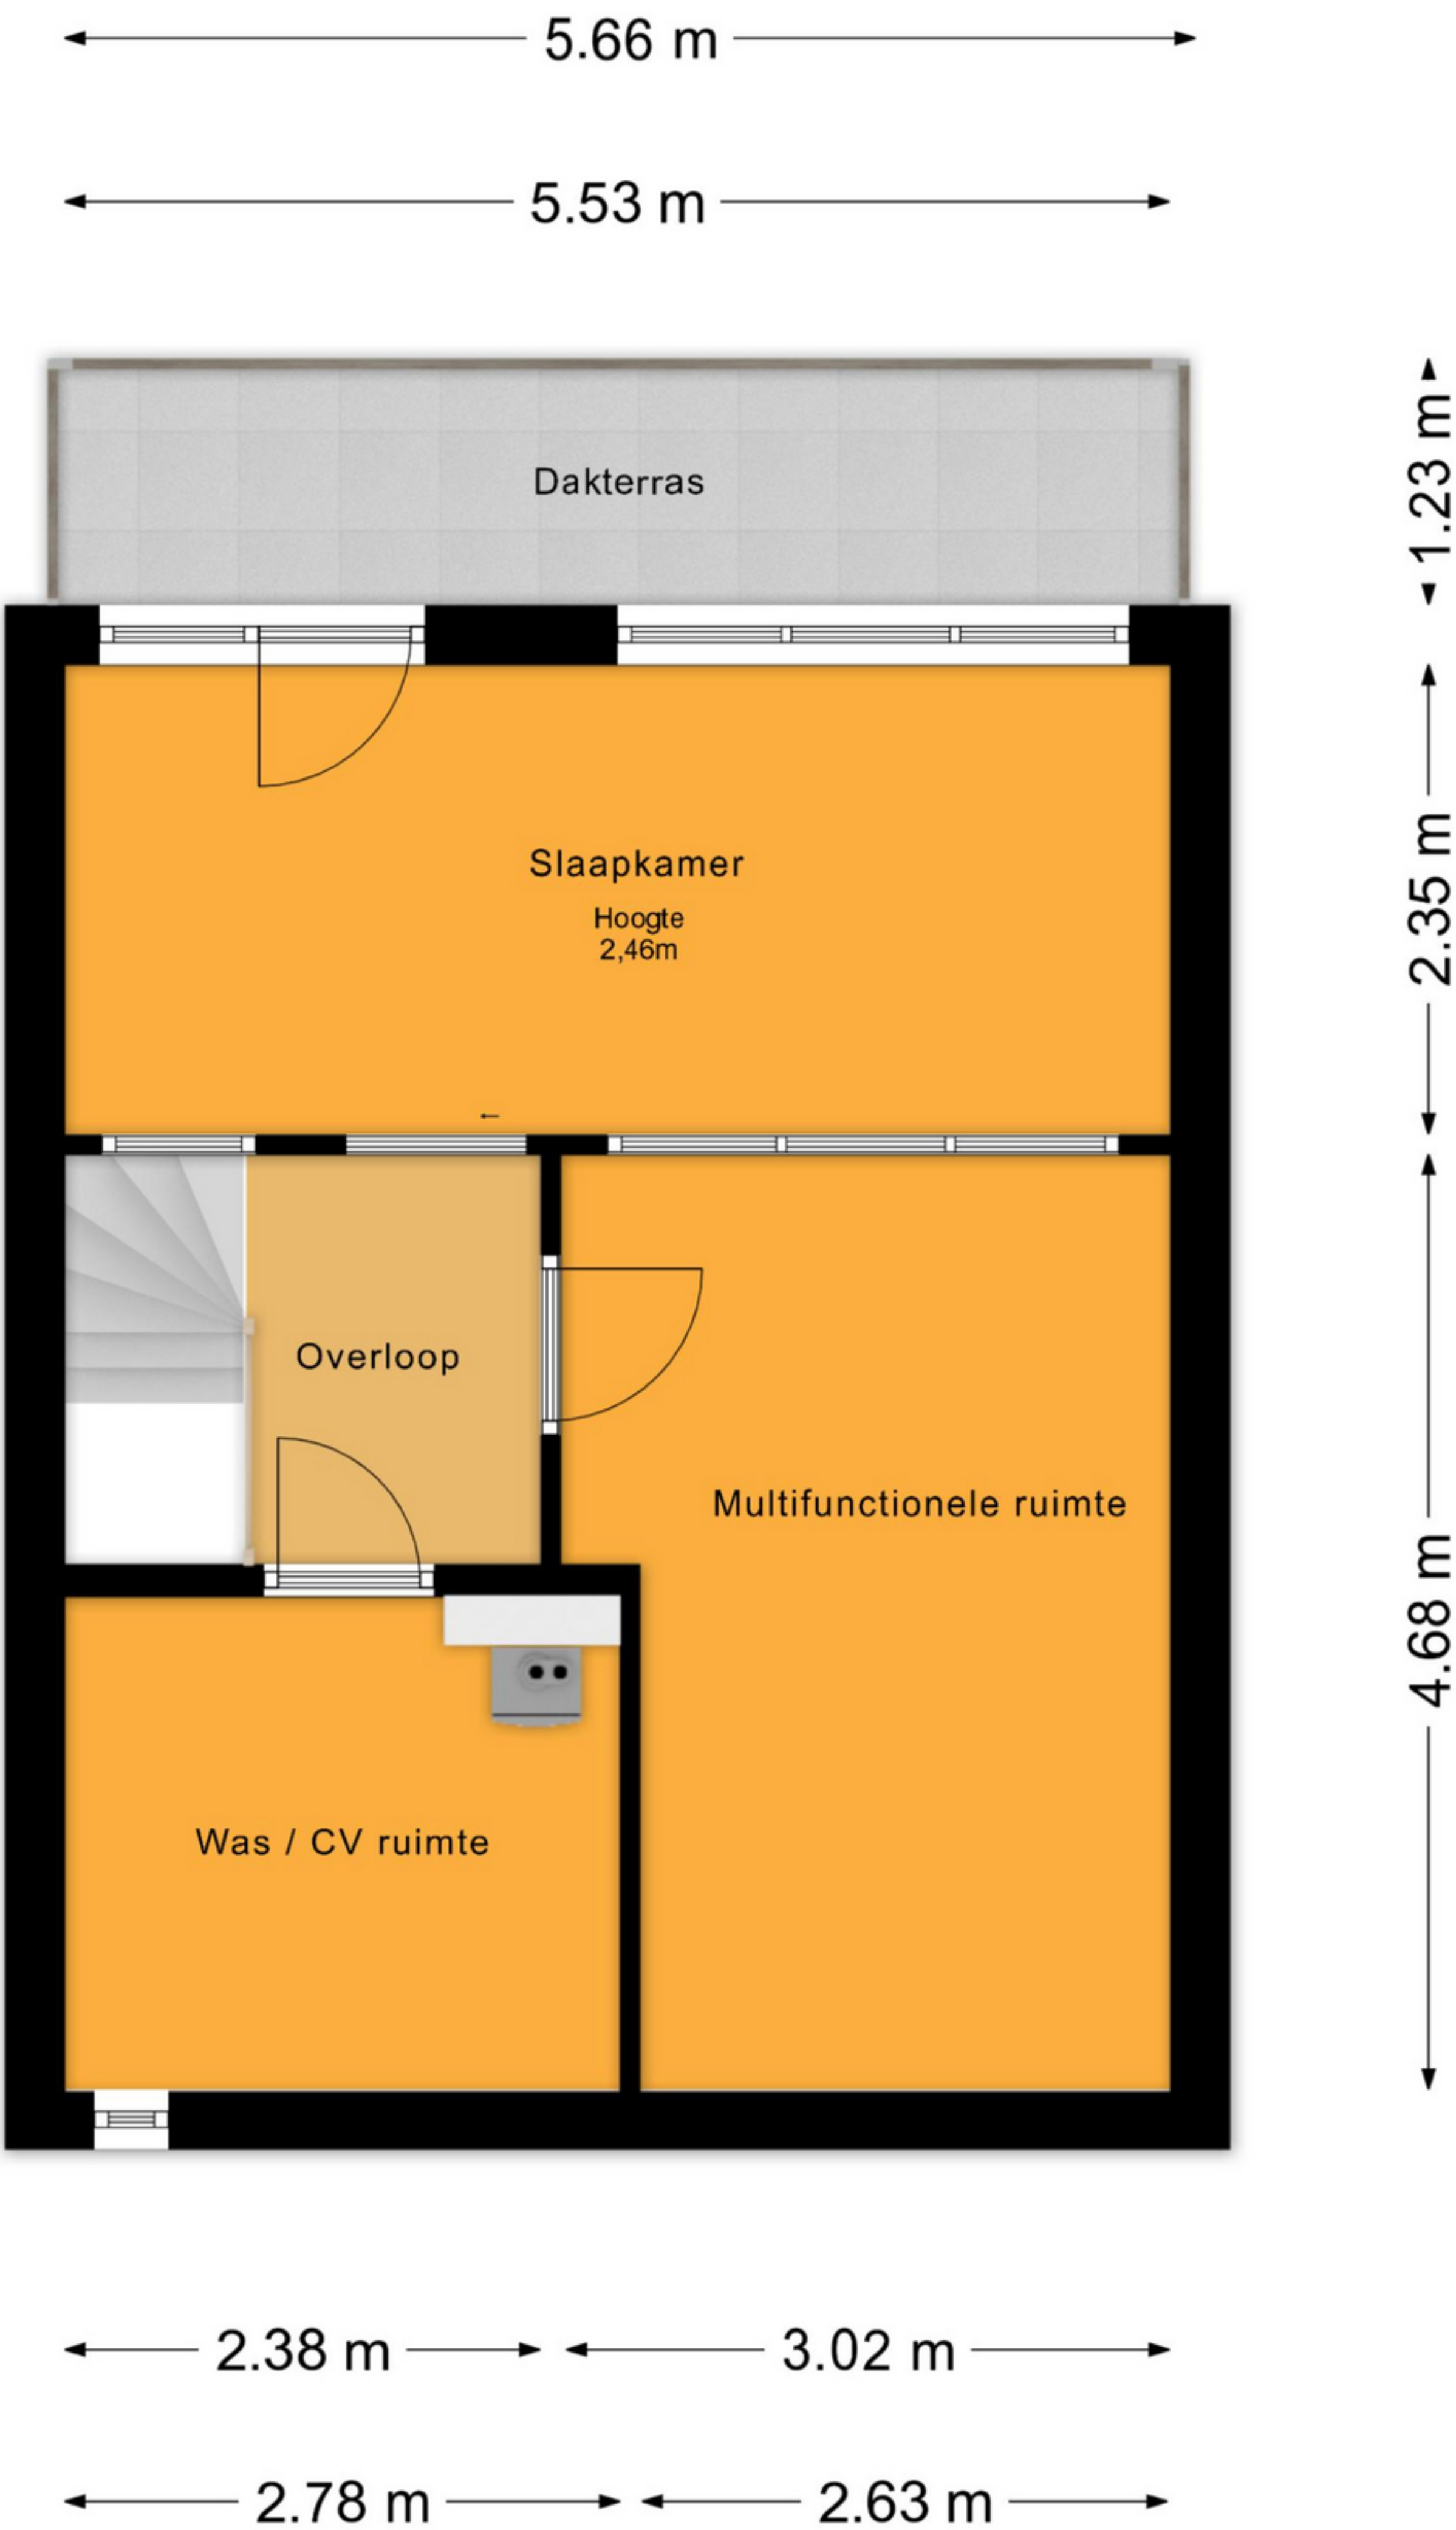 5.66 m
5.53 m
1.23 m
Dakterras
2.35 m
Slaapkamer
Hoogte
2,46m
Overloop
Multifunctionele ruimte
4.68 m
Was / CV ruimte
2.38 m
3.02 m
2.78 m
2.63 m